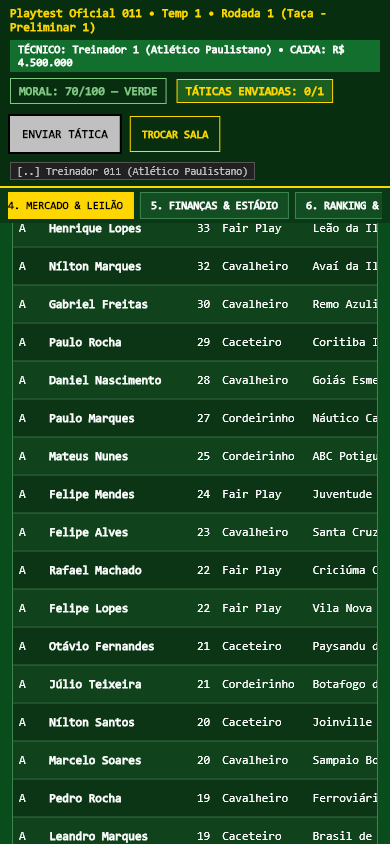 Playtest Oficial 011 • Temp 1 • Rodada 1 (Taça -
Preliminar 1)
TÉCNICO: Treinador 1 (Atlético Paulistano) • CAIXA: R$
4.500.000
MORAL: 70/100 — VERDE TÁTICAS ENVIADAS: 0/1
ENVIAR TÁTICA TROCAR SALA
[..] Treinador 011 (Atlético Paulistano)
4. MERCADO & LEILÃO 5. FINANÇAS & ESTÁDIO 6. RANKING &
A Henrique Lopes 33 Fair Play Leão da Il
A Nílton Marques 32 Cavalheiro Avaí da Il
A Gabriel Freitas 30 Cavalheiro Remo Azuli
A Paulo Rocha 29 Caceteiro Coritiba I
A Daniel Nascimento 28 Cavalheiro Goiás Esme
A Paulo Marques 27 Cordeirinho Náutico Ca
A Mateus Nunes 25 Cordeirinho ABC Potigu
A Felipe Mendes 24 Fair Play Juventude
A Felipe Alves 23 Cavalheiro Santa Cruz
A Rafael Machado 22 Fair Play Criciúma C
A Felipe Lopes 22 Fair Play Vila Nova
A Otávio Fernandes 21 Caceteiro Paysandu d
A Júlio Teixeira 21 Cordeirinho Botafogo d
A Nílton Santos 20 Caceteiro Joinville
A Marcelo Soares 20 Cavalheiro Sampaio Bo
A Pedro Rocha 19 Cavalheiro Ferroviári
A Leandro Marques 19 Caceteiro Brasil de